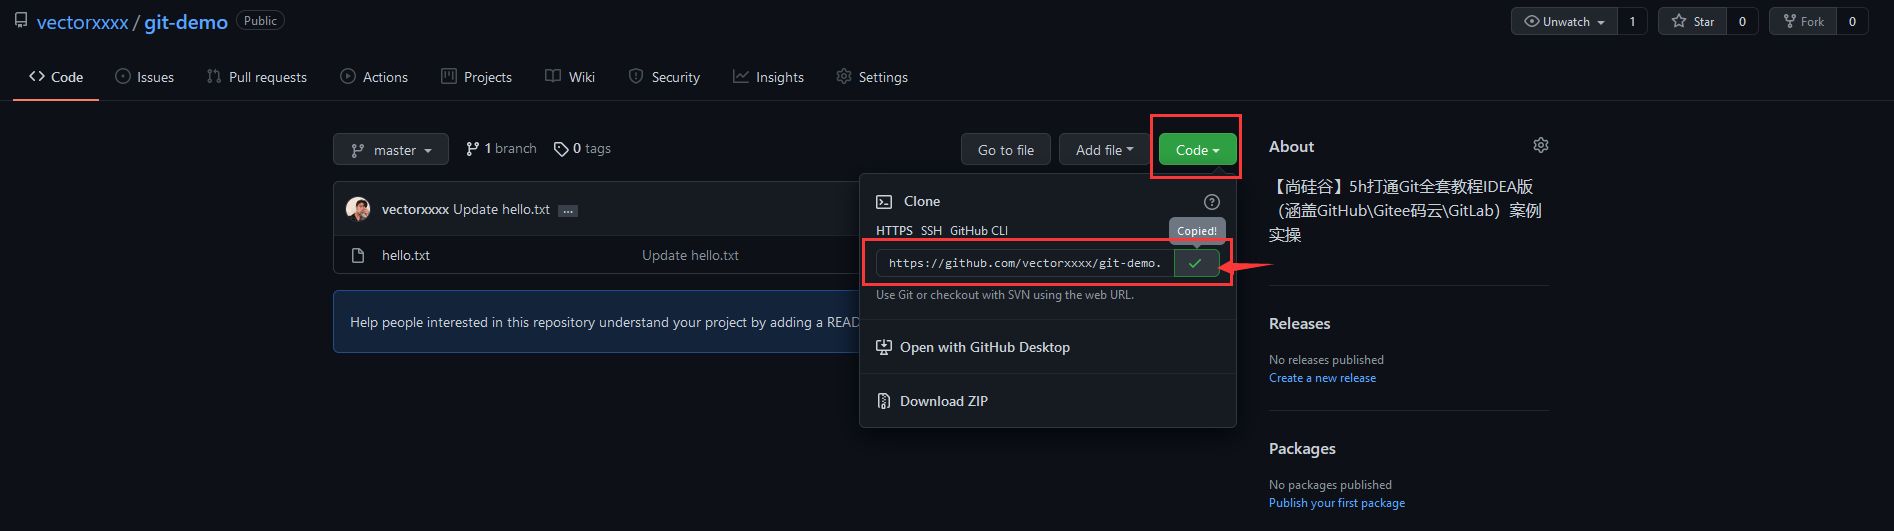 vectorxxxx / git-demo Public
Unwatch 1 Star 0 Fork 0
Code Issues Pull requests Actions Projects Wiki Security Insights Settings
master 1 branch 0 tags
Go to file Add file Code
vectorxxxx Update hello.txt ...
hello.txt Update hello.txt
Help people interested in this repository understand your project by adding a READ
Clone
HTTPS SSH GitHub CLI
Copied!
https://github.com/vectorxxxx/git-demo.
Use Git or checkout with SVN using the web URL.
Open with GitHub Desktop
Download ZIP
About
【尚硅谷】5h打通Git全套教程IDEA版
（涵盖GitHub\Gitee码云\GitLab）案例
实操
Releases
No releases published
Create a new release
Packages
No packages published
Publish your first package